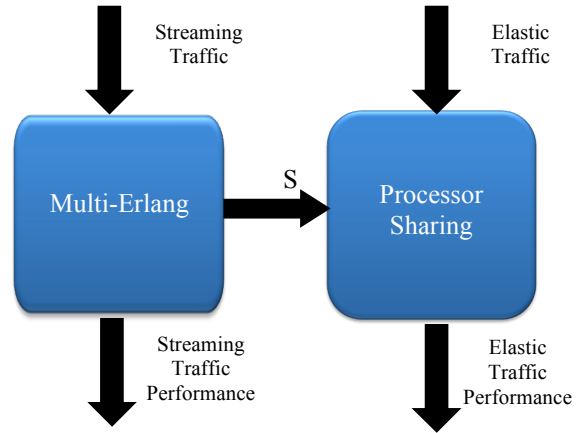 Streaming
Traffic
Elastic
Traffic
Multi-Erlang
S
Processor
Sharing
Streaming
Traffic
Performance
Elastic
Traffic
Performance